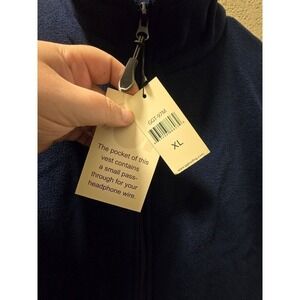 The pocket of this
vest contains
a small pass-
through for your
headphone wire.
XL